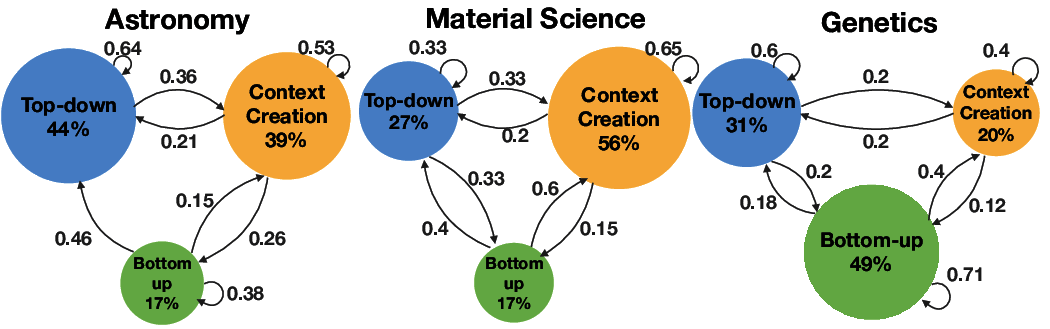 Astronomy
0.64
0.53
Top-down
44%
0.36
0.21
Context
Creation
39%
0.15
0.26
0.46
Bottom
up
17%
0.38
Material Science
0.33
0.65
Top-down
27%
0.33
0.2
Context
Creation
56%
0.33
0.6
0.4
0.15
Bottom
up
17%
Genetics
0.6
0.4
Top-down
31%
0.2
0.2
Context
Creation
20%
0.2
0.18
0.4
0.12
Bottom-up
49%
0.71